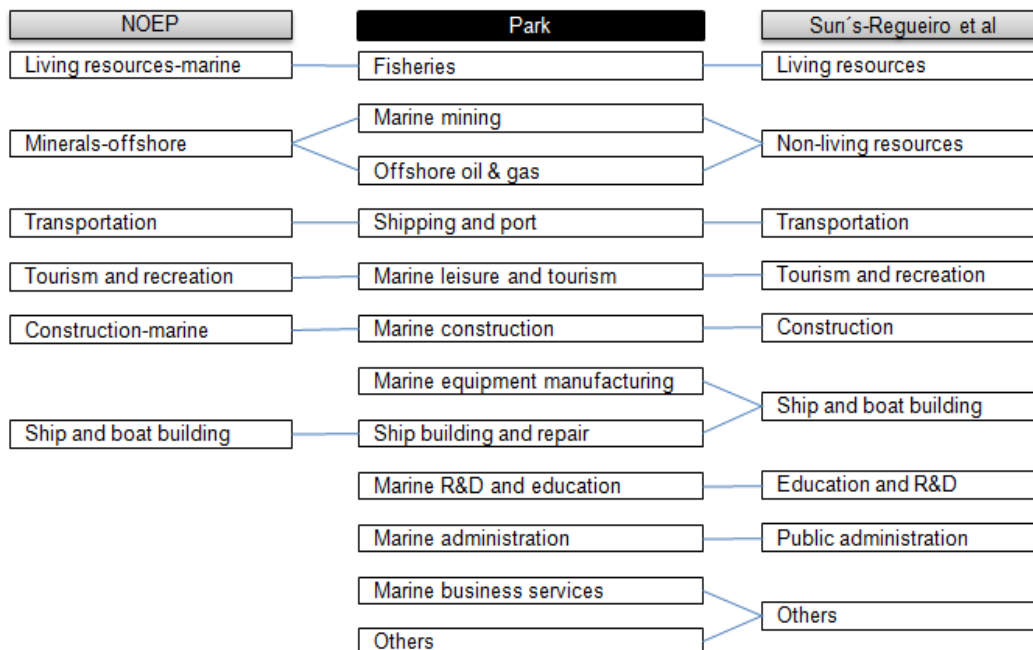 NOEP
Park
Surı´s-Regueiro et al
Living resources-marine
Fisheries
Living resources
Minerals-offshore
Marine mining
Offshore oil & gas
Non-living resources
Transportation
Shipping and port
Transportation
Tourism and recreation
Marine leisure and tourism
Tourism and recreation
Construction-marine
Marine construction
Construction
Marine equipment manufacturing
Ship and boat building
Ship and boat building
Ship building and repair
Marine R&D and education
Education and R&D
Marine administration
Public administration
Marine business services
Others
Others